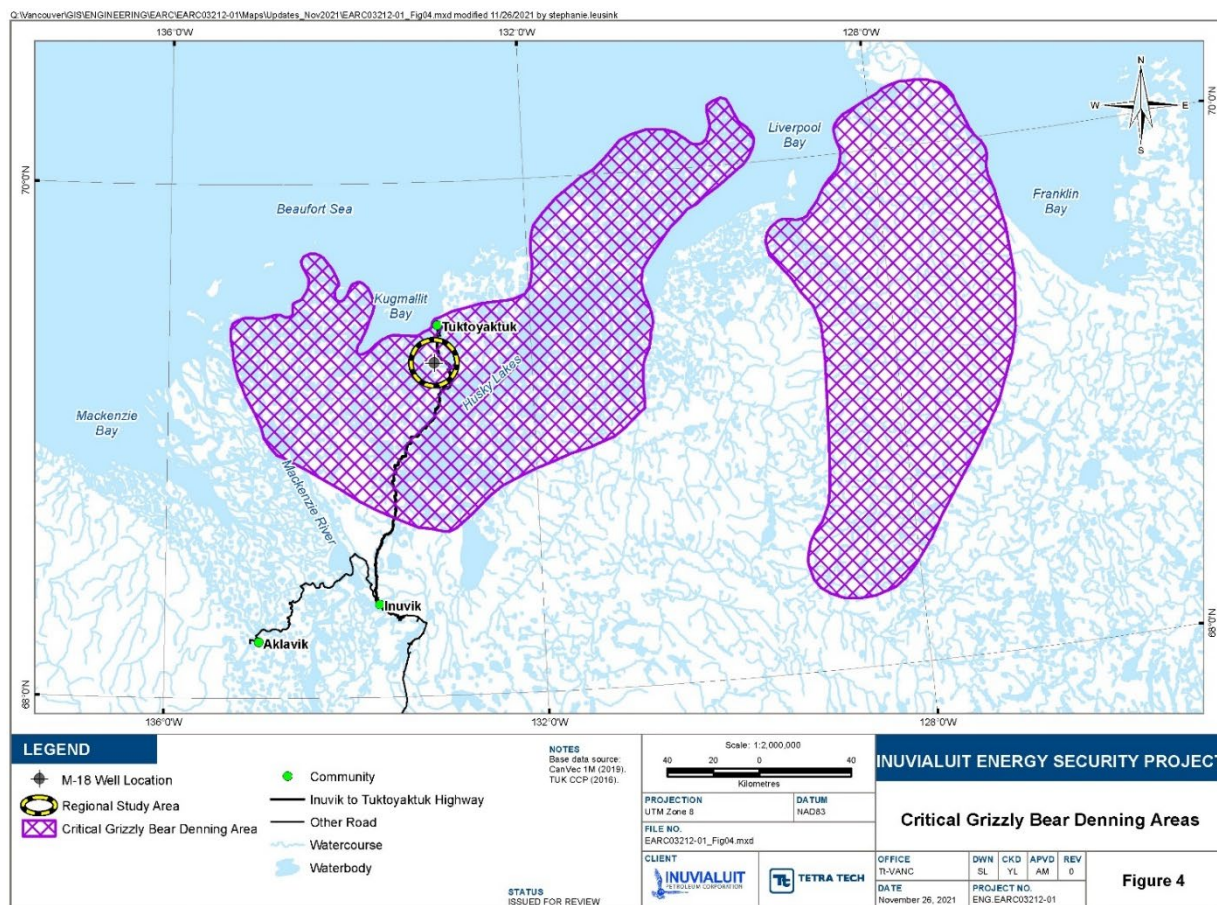 Q:\Vancouver\GIS\ENGINEERING\EARC\EARC03212-01\Maps\Updates_Nov2021\EARC03212-01_Fig04.mxd modified 11/26/2021 by stephanie.leusink
136°0'W
132°0'W
128°0'W
N
W
E
S
70°0'N
70°0'N
Liverpool
Bay
Franklin
Bay
Beaufort Sea
Kugmallit
Bay
Tuktoyaktuk
Husky Lakes
Mackenzie
Bay
Mackenzie River
Inuvik
Aklavik
68°0'N
68°0'N
136°0'W
132°0'W
128°0'W
LEGEND
M-18 Well Location
Regional Study Area
Critical Grizzly Bear Denning Area
Community
Inuvik to Tuktoyaktuk Highway
Other Road
Watercourse
Waterbody
NOTES
Base data source:
CanVec 1M (2019).
TUK CCP (2016).
STATUS
ISSUED FOR REVIEW
Scale: 1:2,000,000
40 20 0 40
Kilometres
PROJECTION
UTM Zone 8
DATUM
NAD83
FILE NO.
EARC03212-01_Fig04.mxd
CLIENT
INUVIALUIT
PETROLEUM CORPORATION
Tt TETRA TECH
INUVIALUIT ENERGY SECURITY PROJECT
Critical Grizzly Bear Denning Areas
OFFICE
Tt-VANC
DWN
SL
CKD
YL
APVD
AM
REV
0
DATE
November 26, 2021
PROJECT NO.
ENG.EARC03212-01
Figure 4